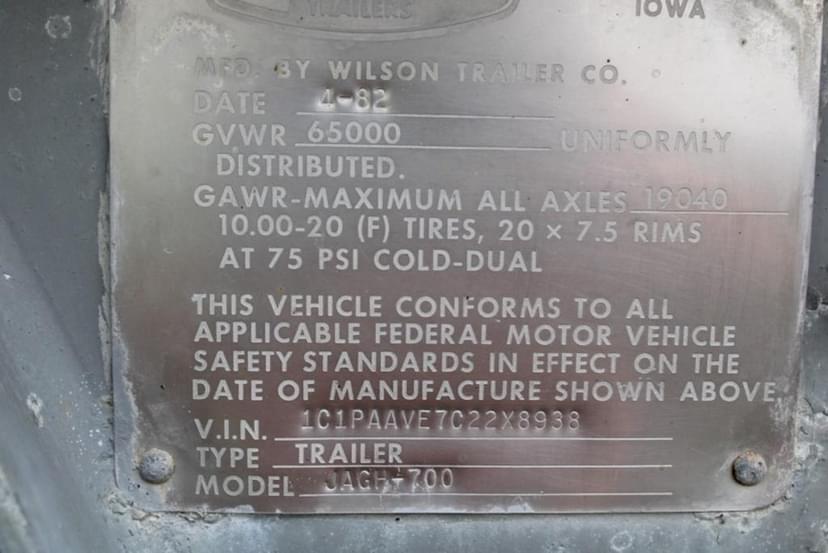 TRAILERS
IOWA
MFD. BY WILSON TRAILER CO.
DATE 4-82
GVWR 65000 UNIFORMLY
DISTRIBUTED.
GAWR-MAXIMUM ALL AXLES 19040
10.00-20 (F) TIRES, 20 × 7.5 RIMS
AT 75 PSI COLD-DUAL
THIS VEHICLE CONFORMS TO ALL
APPLICABLE FEDERAL MOTOR VEHICLE
SAFETY STANDARDS IN EFFECT ON THE
DATE OF MANUFACTURE SHOWN ABOVE.
V.I.N. 1C1PAAVE7C22X8938
TYPE TRAILER
MODEL JAGH-700